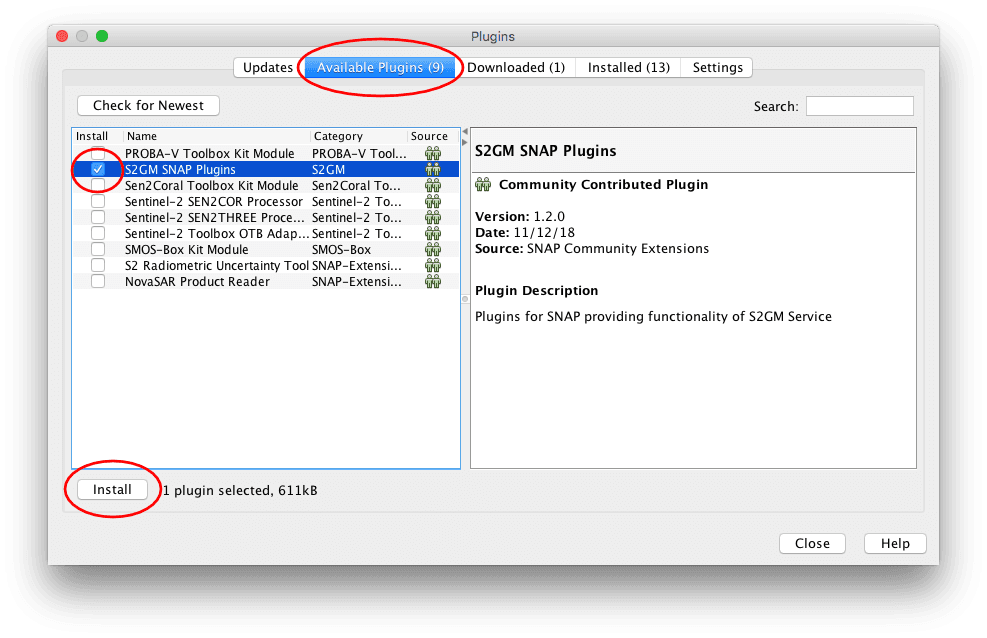 Plugins
Updates Available Plugins (9) Downloaded (1) Installed (13) Settings
Check for Newest Search:
Install Name Category Source
PROBA-V Toolbox Kit Module PROBA-V Tool...
S2GM SNAP Plugins S2GM
Sen2Coral Toolbox Kit Module Sen2Coral To...
Sentinel-2 SEN2COR Processor Sentinel-2 To...
Sentinel-2 SEN2THREE Proce... Sentinel-2 To...
Sentinel-2 Toolbox OTB Adap... Sentinel-2 To...
SMOS-Box Kit Module SMOS-Box
S2 Radiometric Uncertainty Tool SNAP-Extensi...
NovaSAR Product Reader SNAP-Extensi...
S2GM SNAP Plugins
Community Contributed Plugin
Version: 1.2.0
Date: 11/12/18
Source: SNAP Community Extensions
Plugin Description
Plugins for SNAP providing functionality of S2GM Service
Install 1 plugin selected, 611kB
Close Help